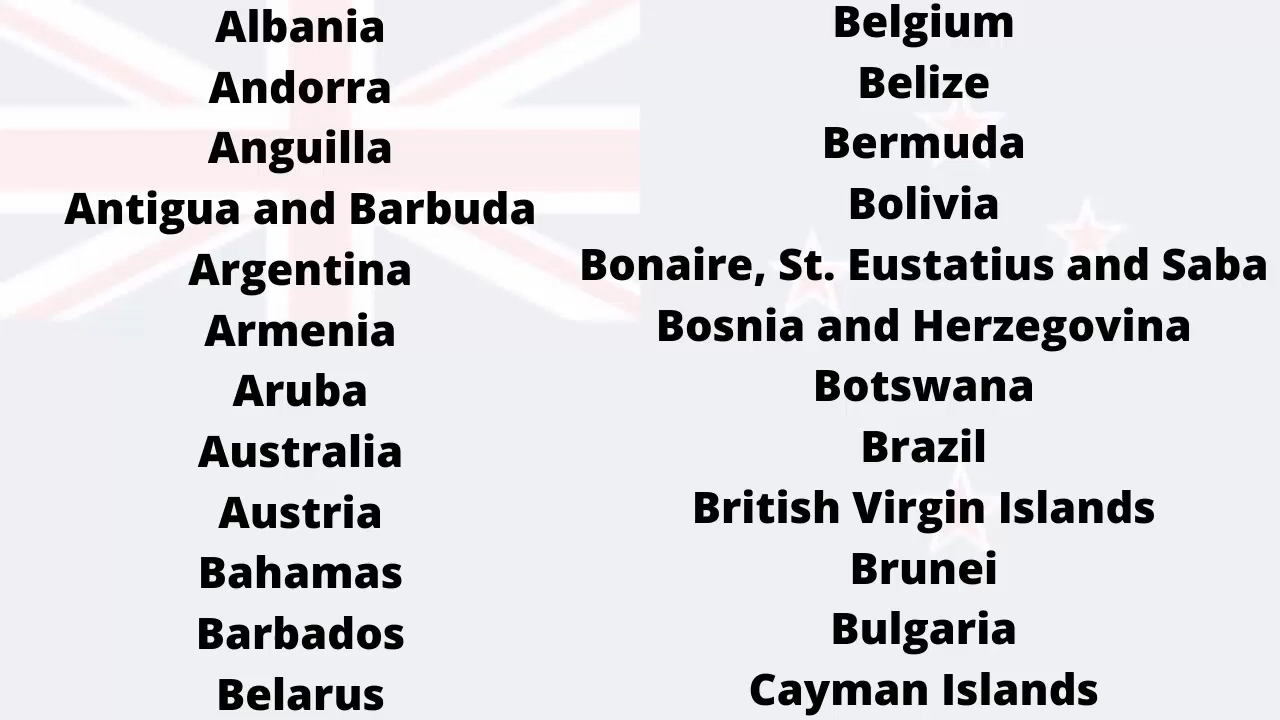 Albania
Andorra
Anguilla
Antigua and Barbuda
Argentina
Armenia
Aruba
Australia
Austria
Bahamas
Barbados
Belarus
Belgium
Belize
Bermuda
Bolivia
Bonaire, St. Eustatius and Saba
Bosnia and Herzegovina
Botswana
Brazil
British Virgin Islands
Brunei
Bulgaria
Cayman Islands